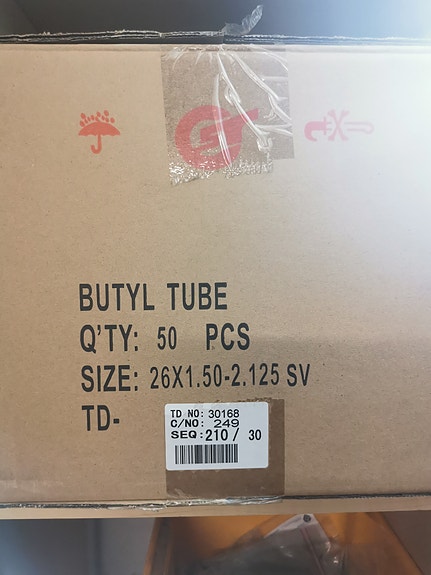 BUTYL TUBE
Q'TY: 50 PCS
SIZE: 26X1.50-2.125 SV
TD-
TD NO: 30168
C/NO: 249
SEQ: 210 / 30